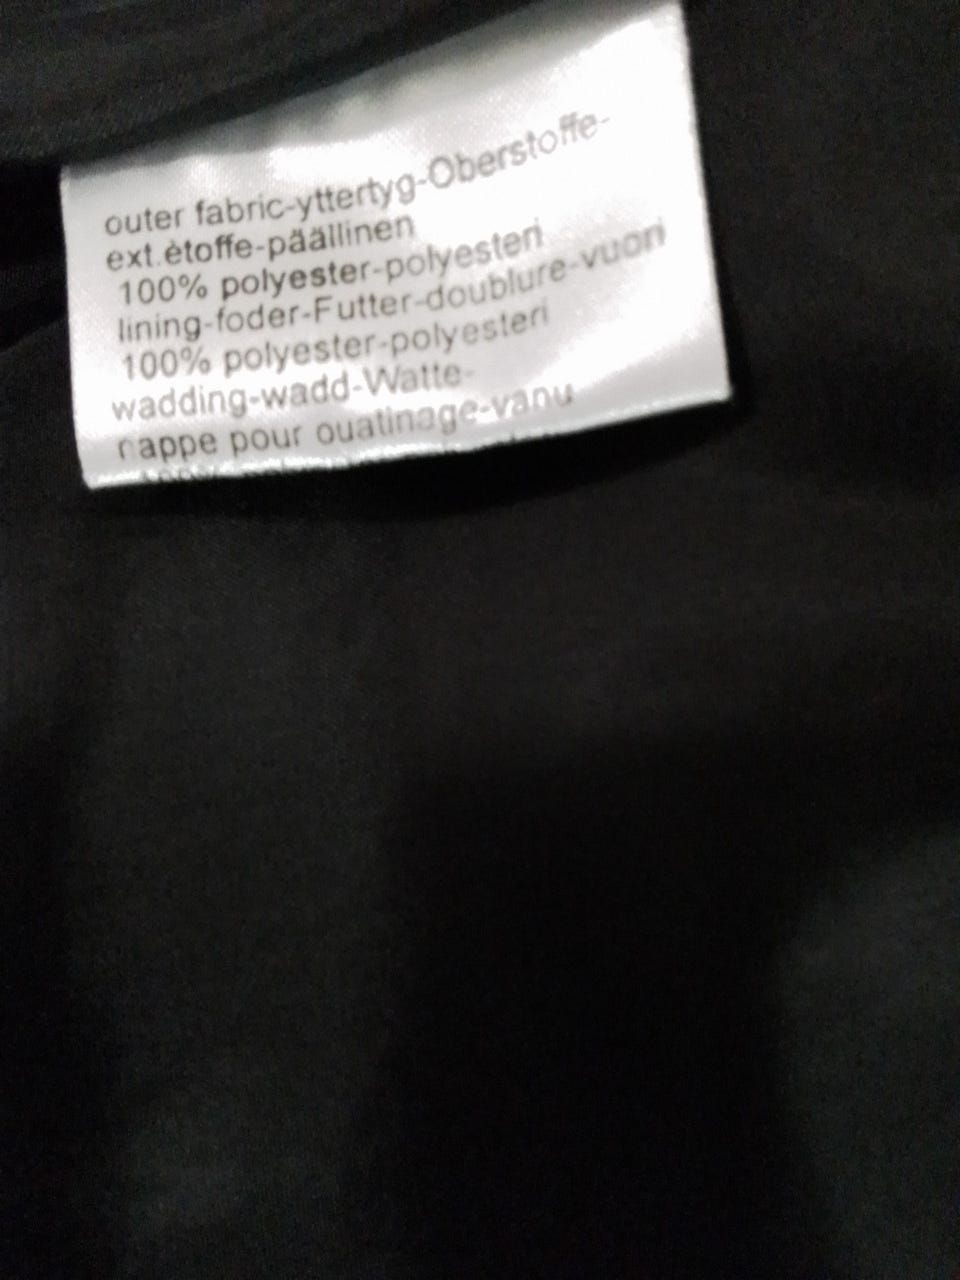 outer fabric-yttertyg-Oberstoffe-
ext.ètoffe-päällinen
100% polyester-polyesteri
lining-foder-Futter-doublure-vuori
100% polyester-polyesteri
wadding-wadd-Watte-
nappe pour ouatinage-vanu